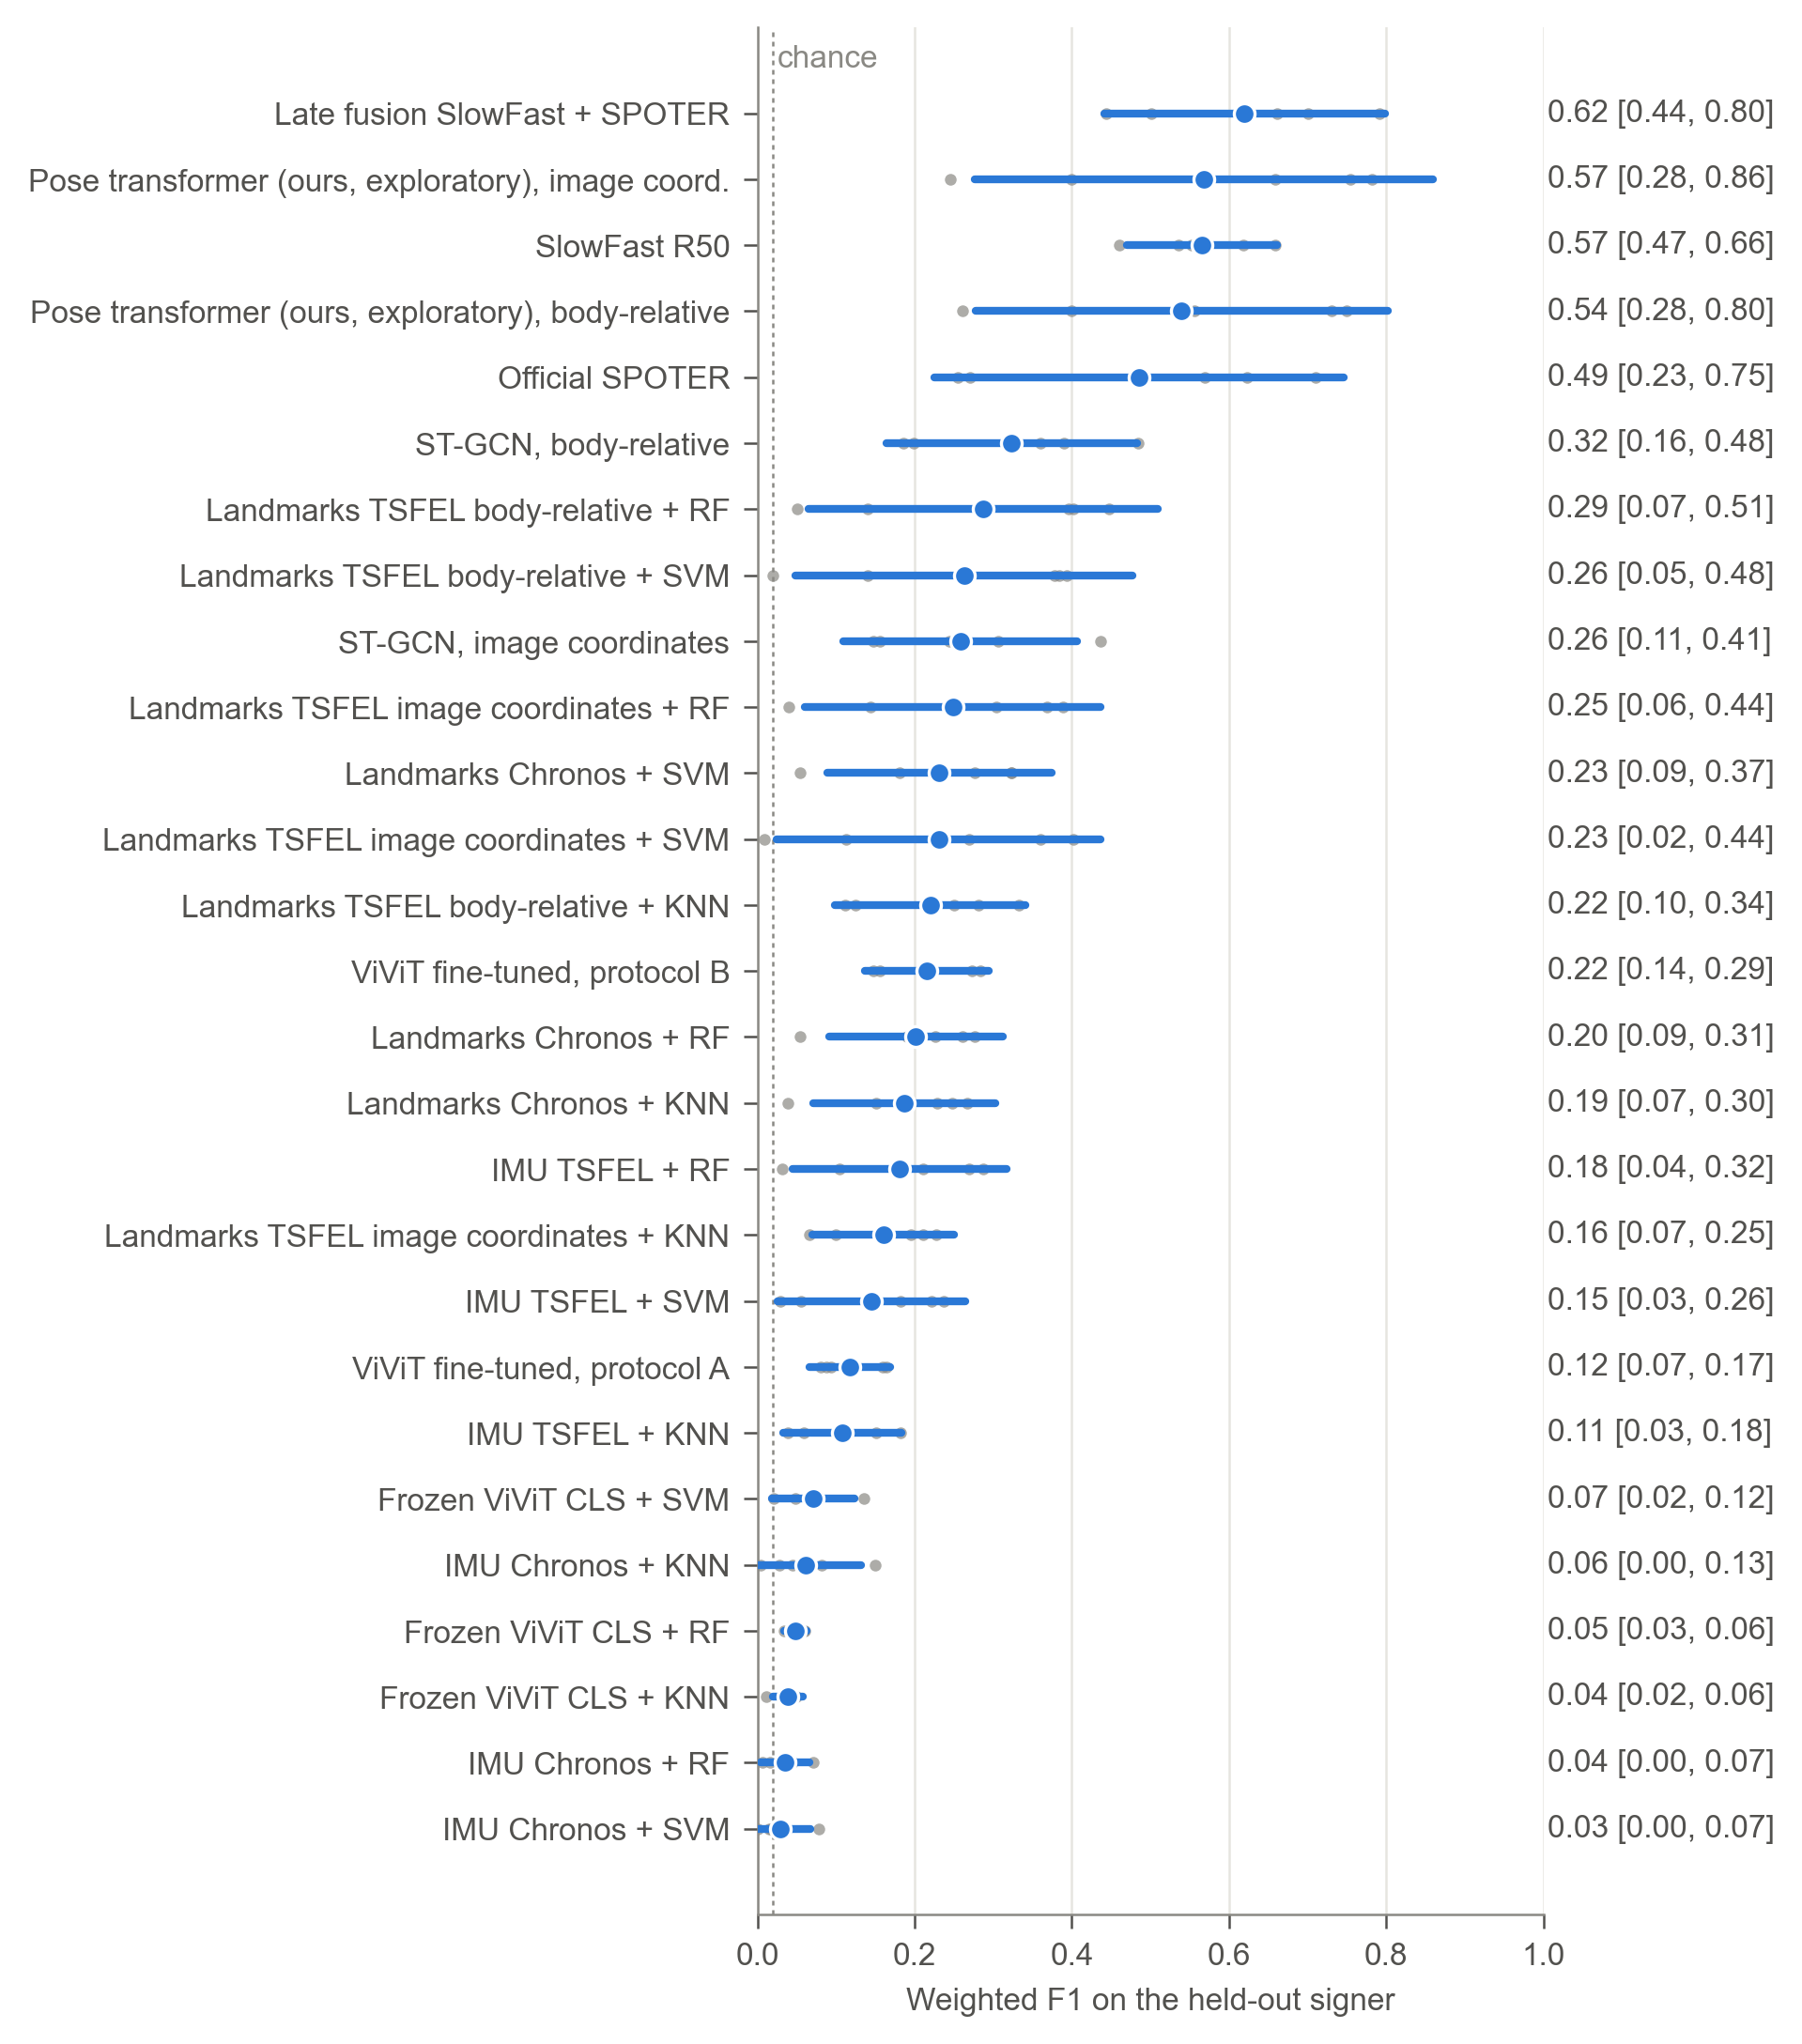 chance
Late fusion SlowFast + SPOTER 0.62 [0.44, 0.80]
Pose transformer (ours, exploratory), image coord. 0.57 [0.28, 0.86]
SlowFast R50 0.57 [0.47, 0.66]
Pose transformer (ours, exploratory), body-relative 0.54 [0.28, 0.80]
Official SPOTER 0.49 [0.23, 0.75]
ST-GCN, body-relative 0.32 [0.16, 0.48]
Landmarks TSFEL body-relative + RF 0.29 [0.07, 0.51]
Landmarks TSFEL body-relative + SVM 0.26 [0.05, 0.48]
ST-GCN, image coordinates 0.26 [0.11, 0.41]
Landmarks TSFEL image coordinates + RF 0.25 [0.06, 0.44]
Landmarks Chronos + SVM 0.23 [0.09, 0.37]
Landmarks TSFEL image coordinates + SVM 0.23 [0.02, 0.44]
Landmarks TSFEL body-relative + KNN 0.22 [0.10, 0.34]
ViViT fine-tuned, protocol B 0.22 [0.14, 0.29]
Landmarks Chronos + RF 0.20 [0.09, 0.31]
Landmarks Chronos + KNN 0.19 [0.07, 0.30]
IMU TSFEL + RF 0.18 [0.04, 0.32]
Landmarks TSFEL image coordinates + KNN 0.16 [0.07, 0.25]
IMU TSFEL + SVM 0.15 [0.03, 0.26]
ViViT fine-tuned, protocol A 0.12 [0.07, 0.17]
IMU TSFEL + KNN 0.11 [0.03, 0.18]
Frozen ViViT CLS + SVM 0.07 [0.02, 0.12]
IMU Chronos + KNN 0.06 [0.00, 0.13]
Frozen ViViT CLS + RF 0.05 [0.03, 0.06]
Frozen ViViT CLS + KNN 0.04 [0.02, 0.06]
IMU Chronos + RF 0.04 [0.00, 0.07]
IMU Chronos + SVM 0.03 [0.00, 0.07]
0.0 0.2 0.4 0.6 0.8 1.0
Weighted F1 on the held-out signer